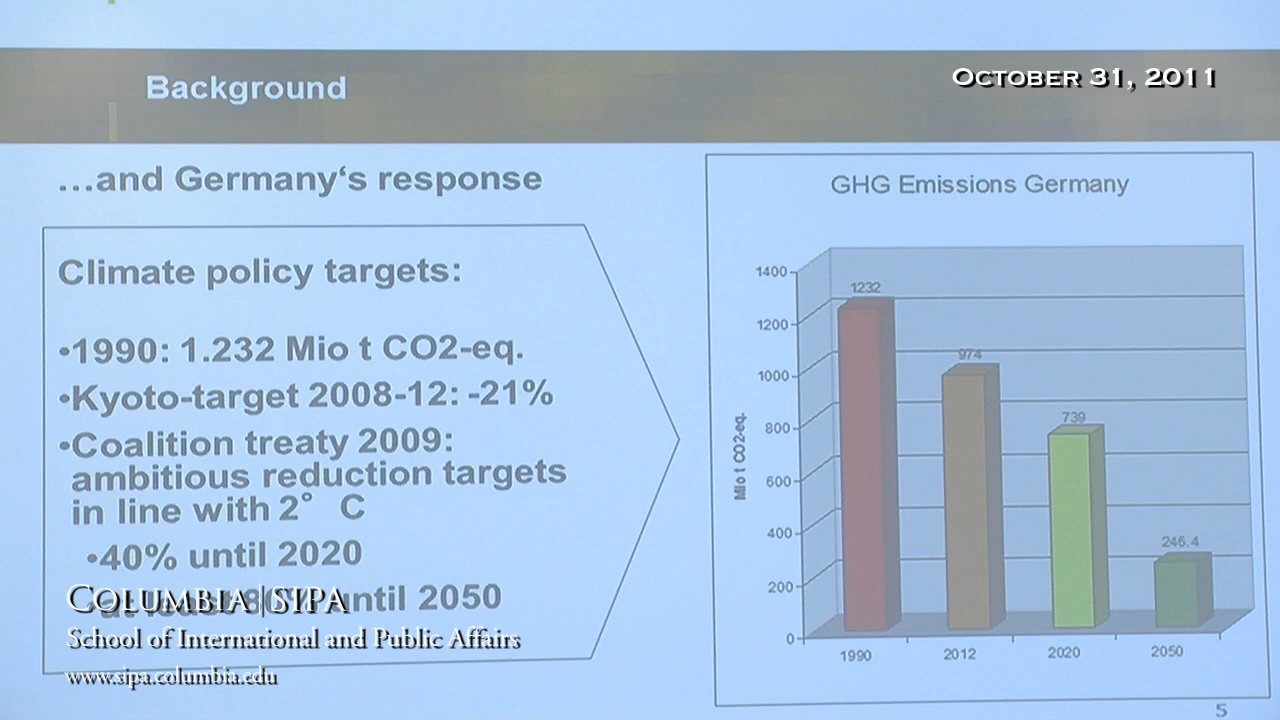 Background
October 31, 2011
...and Germany's response
Climate policy targets:
•1990: 1.232 Mio t CO2-eq.
•Kyoto-target 2008-12: -21%
•Coalition treaty 2009:
ambitious reduction targets
in line with 2° C
•40% until 2020
•at least 80% until 2050
Columbia|SIPA
School of International and Public Affairs
www.sipa.columbia.edu
GHG Emissions Germany
Mio t CO2-eq.
1400
1200
1000
800
600
400
200
0
1232
974
739
246.4
1990
2012
2020
2050
5